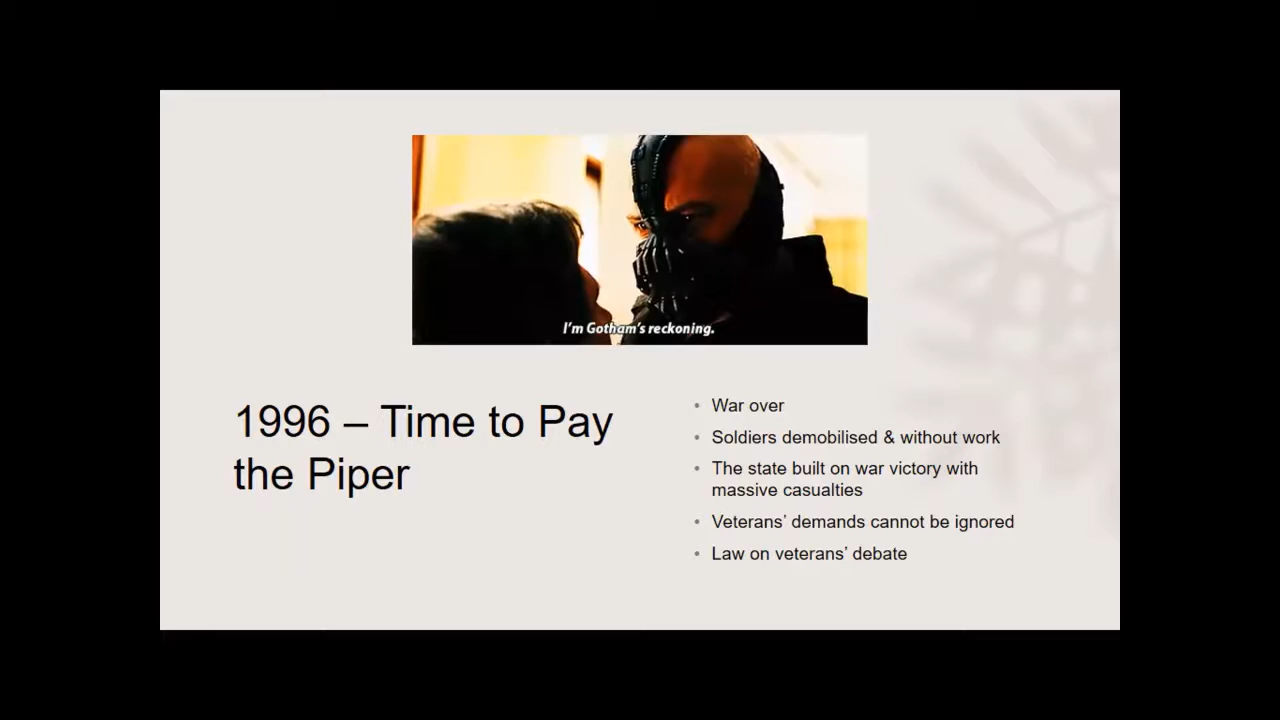 I'm Gotham's reckoning.
1996 – Time to Pay
the Piper
• War over
• Soldiers demobilised & without work
• The state built on war victory with
massive casualties
• Veterans' demands cannot be ignored
• Law on veterans' debate